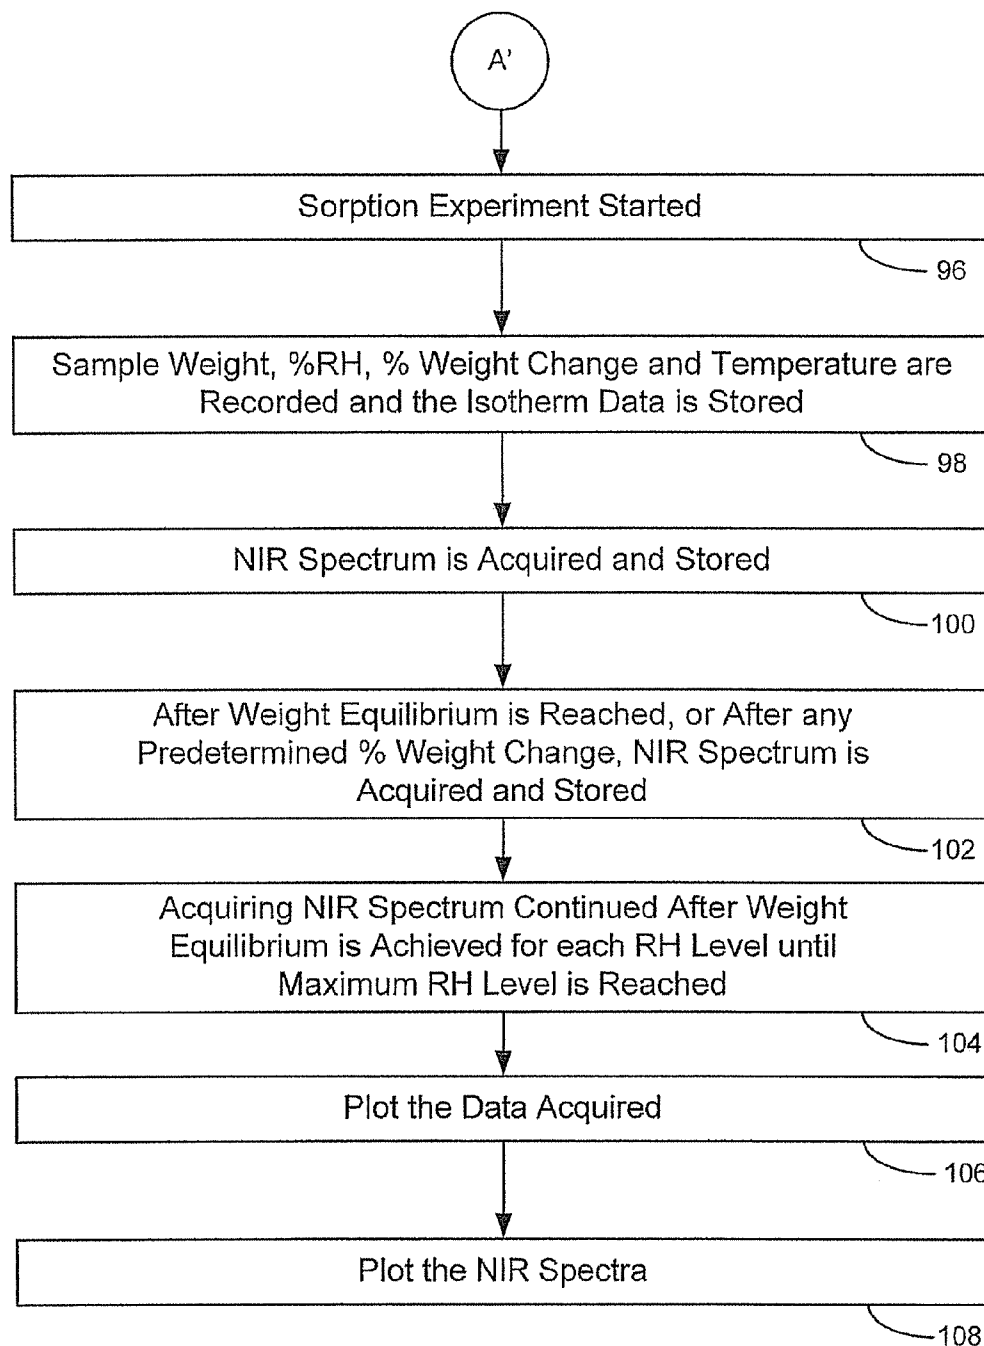 A'
Sorption Experiment Started
96
Sample Weight, %RH, % Weight Change and Temperature are
Recorded and the Isotherm Data is Stored
98
NIR Spectrum is Acquired and Stored
100
After Weight Equilibrium is Reached, or After any
Predetermined % Weight Change, NIR Spectrum is
Acquired and Stored
102
Acquiring NIR Spectrum Continued After Weight
Equilibrium is Achieved for each RH Level until
Maximum RH Level is Reached
104
Plot the Data Acquired
106
Plot the NIR Spectra
108